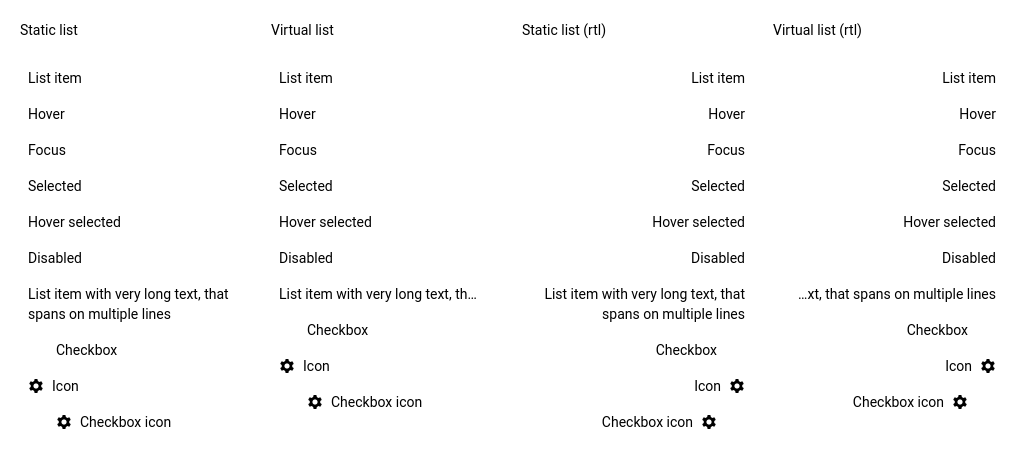 Static list
List item
Hover
Focus
Selected
Hover selected
Disabled
List item with very long text, that
spans on multiple lines
Checkbox
Icon
Checkbox icon
Virtual list
List item
Hover
Focus
Selected
Hover selected
Disabled
List item with very long text, th…
Checkbox
Icon
Checkbox icon
Static list (rtl)
List item
Hover
Focus
Selected
Hover selected
Disabled
List item with very long text, that
spans on multiple lines
Checkbox
Icon
Checkbox icon
Virtual list (rtl)
List item
Hover
Focus
Selected
Hover selected
Disabled
…xt, that spans on multiple lines
Checkbox
Icon
Checkbox icon